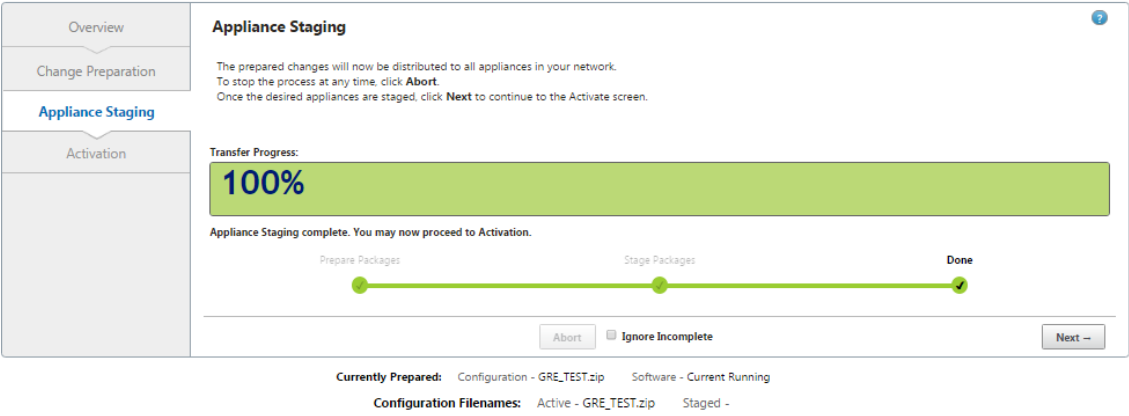 Overview
Change Preparation
Appliance Staging
Activation
Appliance Staging
?
The prepared changes will now be distributed to all appliances in your network.
To stop the process at any time, click Abort.
Once the desired appliances are staged, click Next to continue to the Activate screen.
Transfer Progress:
100%
Appliance Staging complete. You may now proceed to Activation.
Prepare Packages Stage Packages Done
Abort Ignore Incomplete Next →
Currently Prepared: Configuration - GRE_TEST.zip Software - Current Running
Configuration Filenames: Active - GRE_TEST.zip Staged -